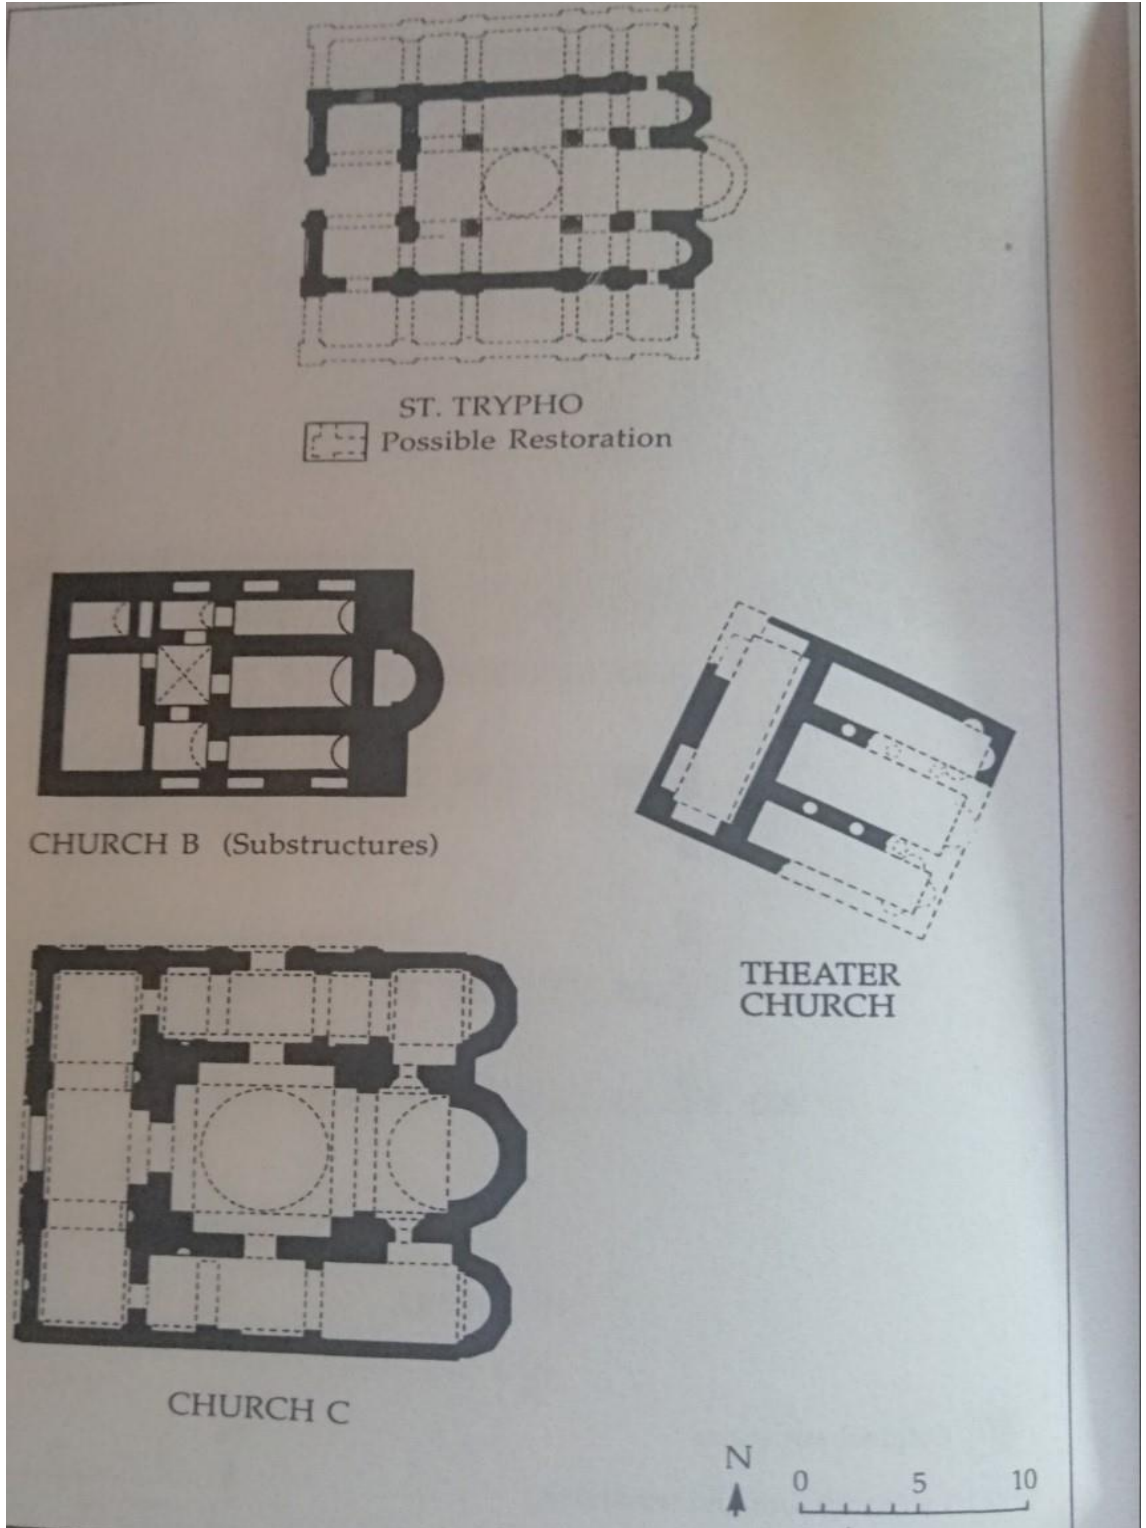 ST. TRYPHO
Possible Restoration
CHURCH B (Substructures)
THEATER
CHURCH
CHURCH C
N
0 5 10